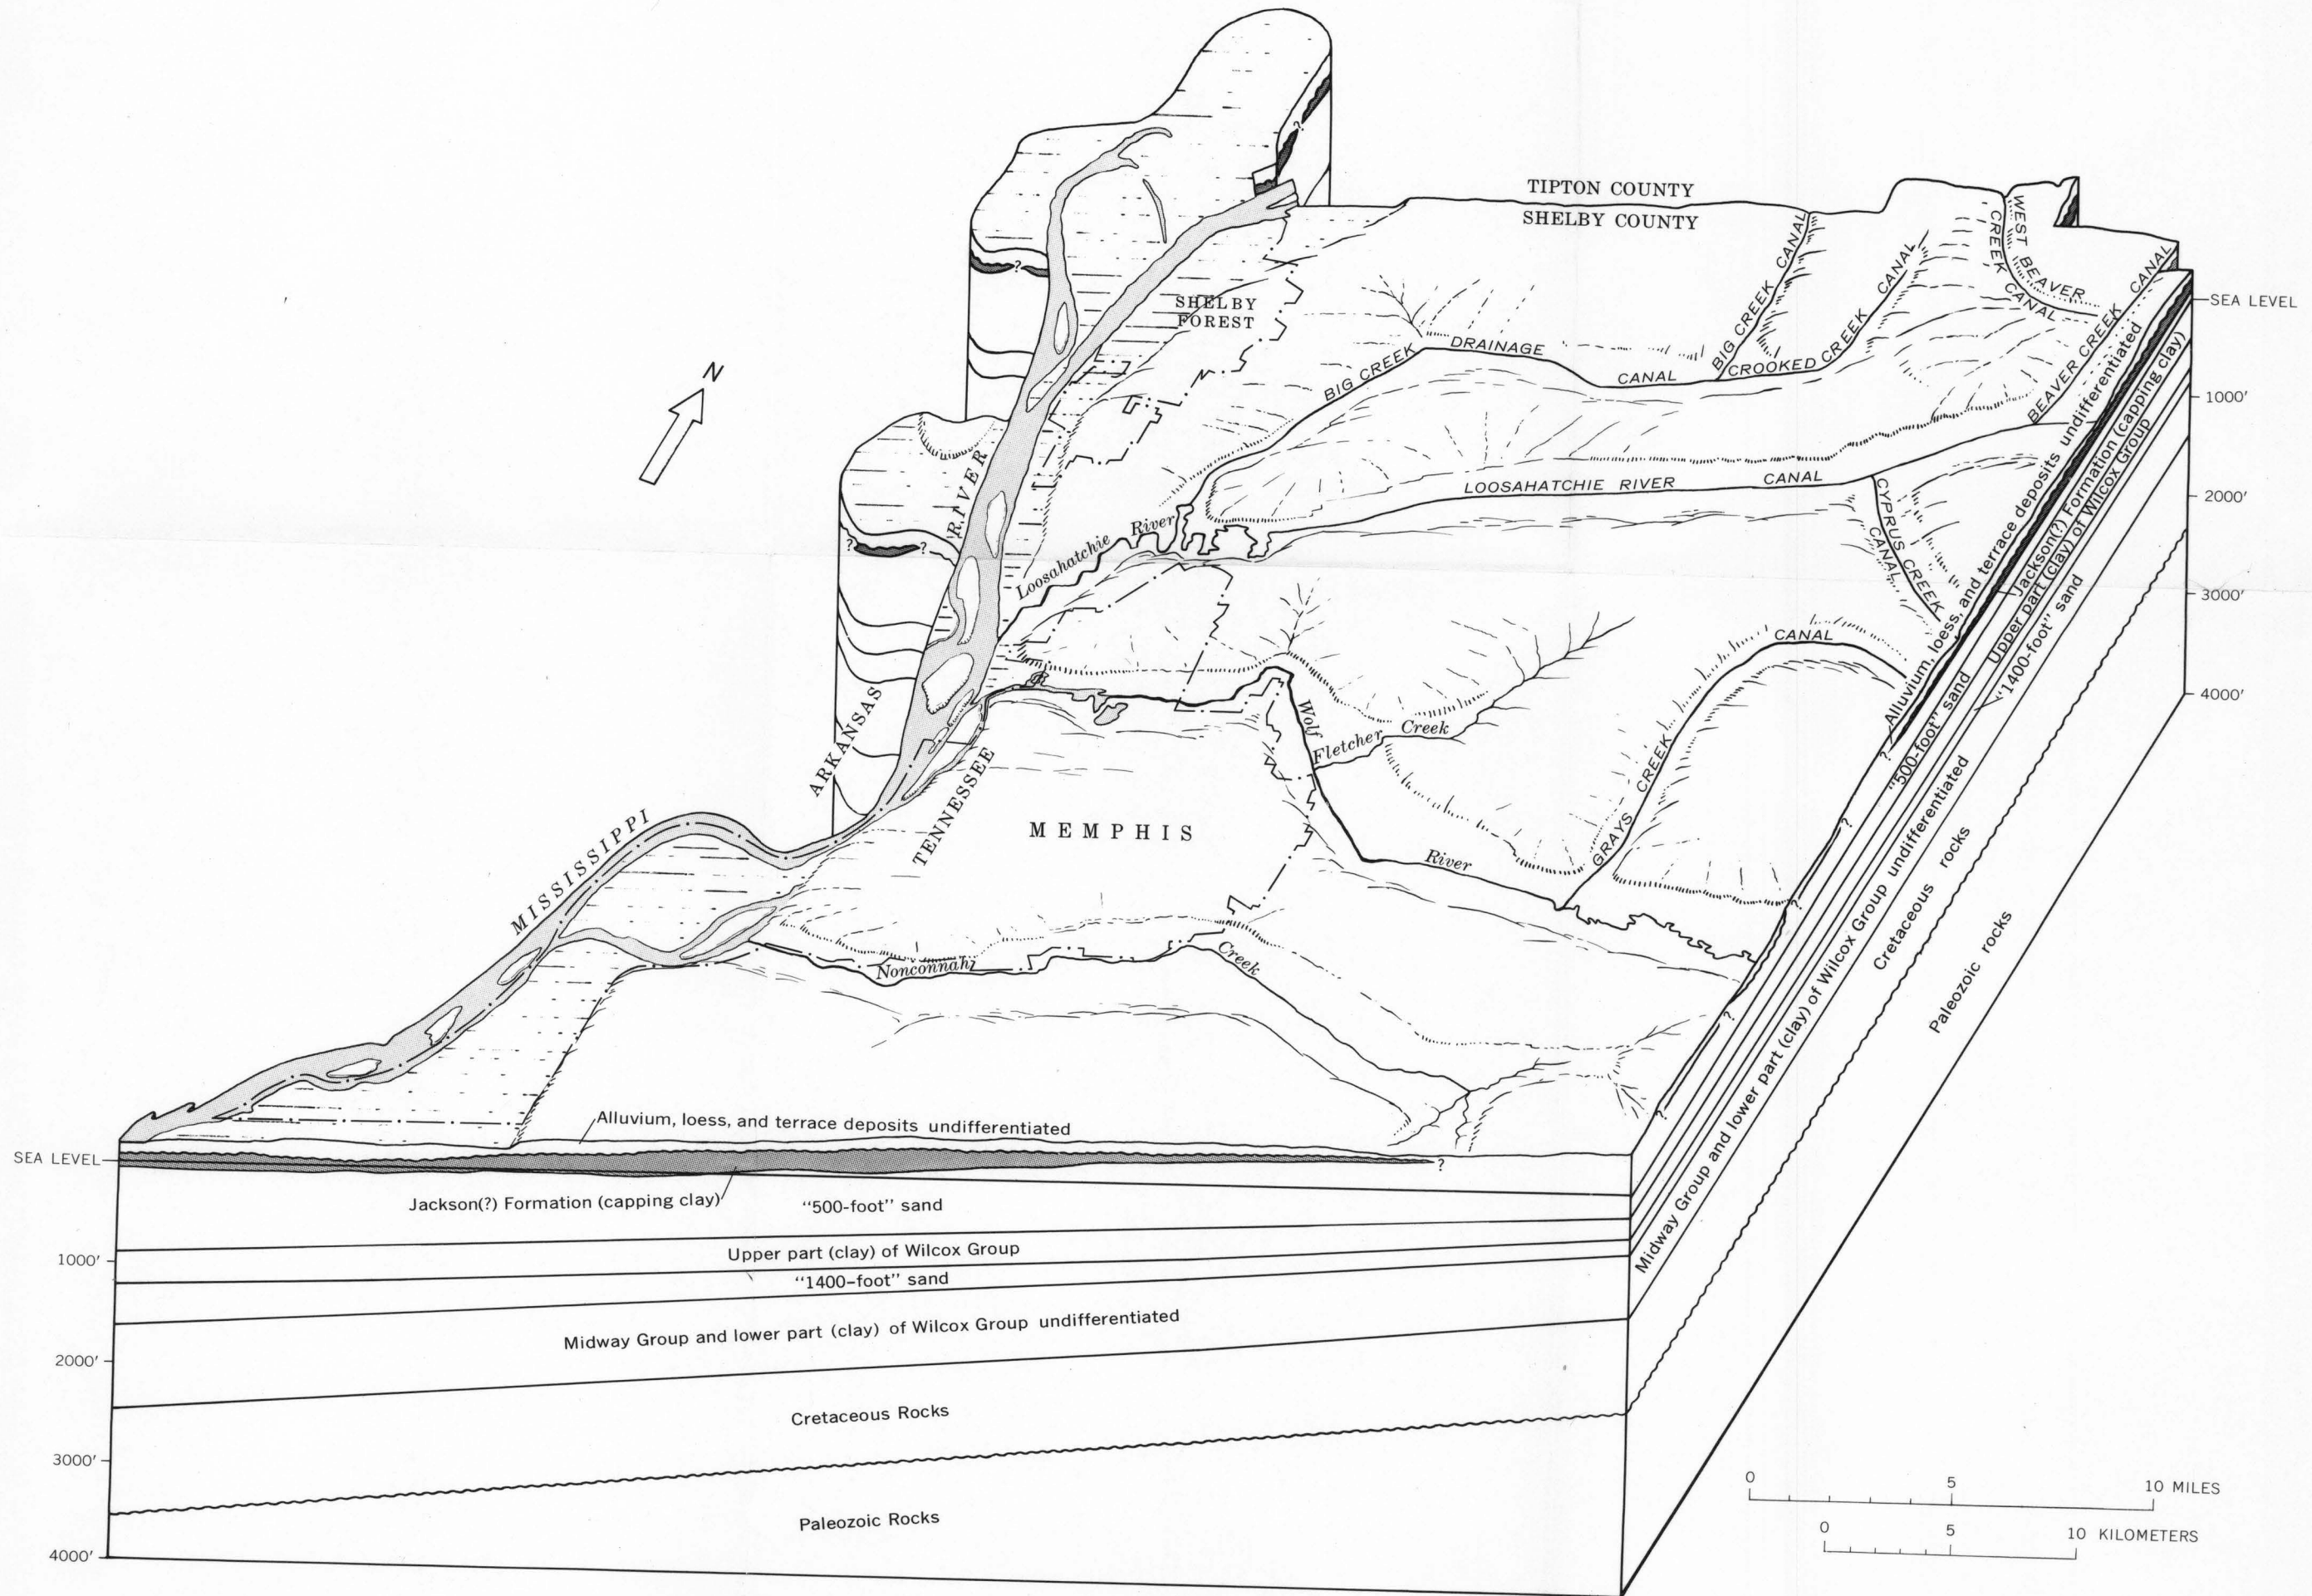 TIPTON COUNTY
SHELBY COUNTY
WEST BEAVER
CREEK CANAL
BIG CREEK CANAL
CROOKED CREEK CANAL
BEAVER CREEK CANAL
SEA LEVEL
1000'
2000'
3000'
4000'
SHELBY
FOREST
BIG CREEK DRAINAGE CANAL
N
LOOSAHATCHIE RIVER CANAL
CYPRUS CREEK
CANAL
Loosahatchie River
MISSISSIPPI RIVER
ARKANSAS
TENNESSEE
MEMPHIS
Wolf River
Fletcher Creek
GRAYS CREEK CANAL
Nonconnah Creek
? ?
?
?
?
?
?
?
?
?
Alluvium, loess, and terrace deposits undifferentiated
Jackson(?) Formation (capping clay)
"500-foot" sand
Upper part (clay) of Wilcox Group
"1400-foot" sand
Midway Group and lower part (clay) of Wilcox Group undifferentiated
Cretaceous rocks
Paleozoic rocks
Alluvium, loess, and terrace deposits undifferentiated
SEA LEVEL
?
Jackson(?) Formation (capping clay)
"500-foot" sand
Upper part (clay) of Wilcox Group
1000'
"1400-foot" sand
Midway Group and lower part (clay) of Wilcox Group undifferentiated
2000'
Cretaceous Rocks
3000'
Paleozoic Rocks
4000'
0 5 10 MILES
0 5 10 KILOMETERS